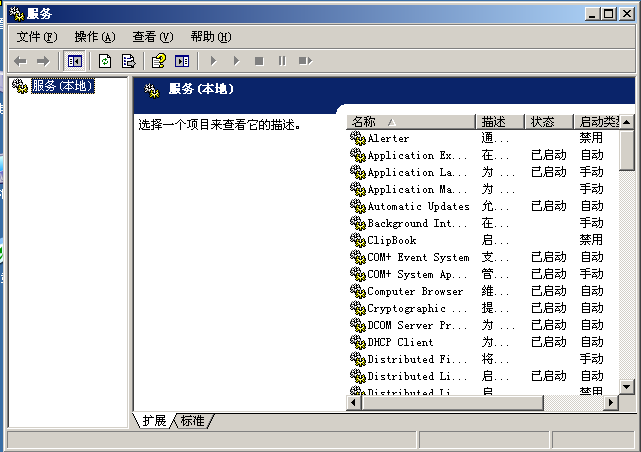 服务
文件(F) 操作(A) 查看(V) 帮助(H)
服务(本地)
服务(本地)
选择一个项目来查看它的描述。
名称 描述 状态 启动类型
Alerter 通... 禁用
Application Ex... 在... 已启动 自动
Application La... 为 ... 已启动 手动
Application Ma... 为 ... 手动
Automatic Updates 允... 已启动 自动
Background Int... 在... 手动
ClipBook 启... 禁用
COM+ Event System 支... 已启动 自动
COM+ System Ap... 管... 已启动 手动
Computer Browser 维... 已启动 自动
Cryptographic ... 提... 已启动 自动
DCOM Server Pr... 为 ... 已启动 自动
DHCP Client 为... 已启动 自动
Distributed Fi... 将... 手动
Distributed Li... 启... 已启动 自动
Distributed Li... 启... 禁用
扩展 标准